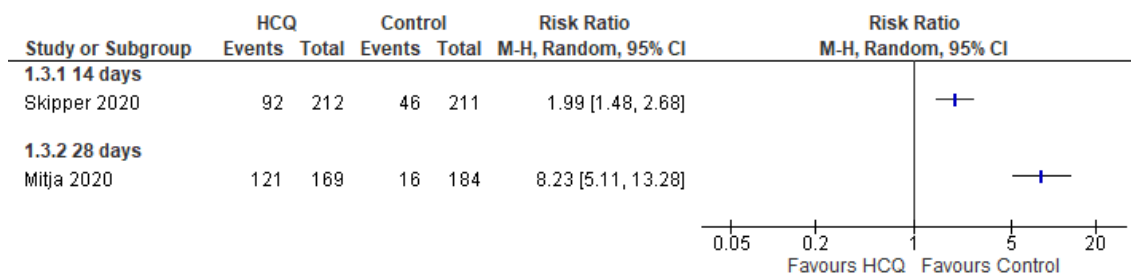 HCQ Control Risk Ratio Risk Ratio
Study or Subgroup Events Total Events Total M-H, Random, 95% CI M-H, Random, 95% CI
1.3.1 14 days
Skipper 2020 92 212 46 211 1.99 [1.48, 2.68]
1.3.2 28 days
Mitja 2020 121 169 16 184 8.23 [5.11, 13.28]
0.05 0.2 1 5 20
Favours HCQ Favours Control